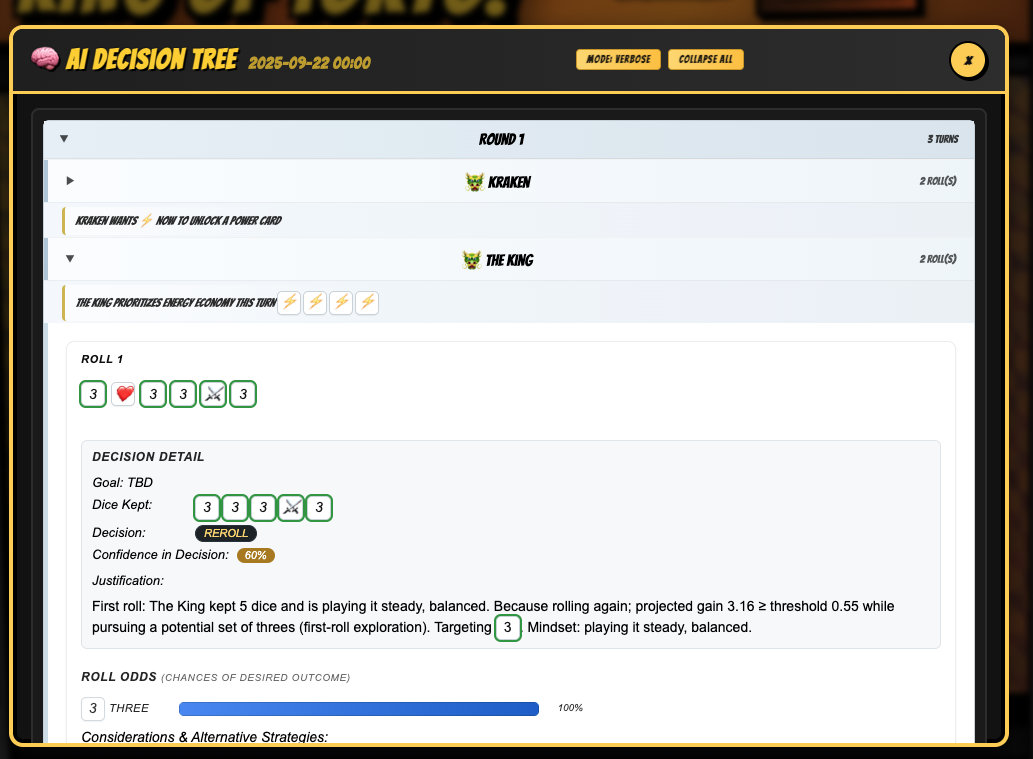 KING OF TOKYO!
AI DECISION TREE 2025-09-22 00:00 MODE: VERBOSE COLLAPSE ALL X
ROUND 1 3 TURNS
KRAKEN 2 ROLL(S)
KRAKEN WANTS ⚡ NOW TO UNLOCK A POWER CARD
THE KING 2 ROLL(S)
THE KING PRIORITIZES ENERGY ECONOMY THIS TURN ⚡ ⚡ ⚡ ⚡
ROLL 1
3 ❤️ 3 3 ⚔️ 3
DECISION DETAIL
Goal: TBD
Dice Kept: 3 3 3 ⚔️ 3
Decision: REROLL
Confidence in Decision: 60%
Justification:
First roll: The King kept 5 dice and is playing it steady, balanced. Because rolling again; projected gain 3.16 ≥ threshold 0.55 while
pursuing a potential set of threes (first-roll exploration). Targeting 3 Mindset: playing it steady, balanced.
ROLL ODDS (CHANCES OF DESIRED OUTCOME)
3 THREE 100%
Considerations & Alternative Strategies: